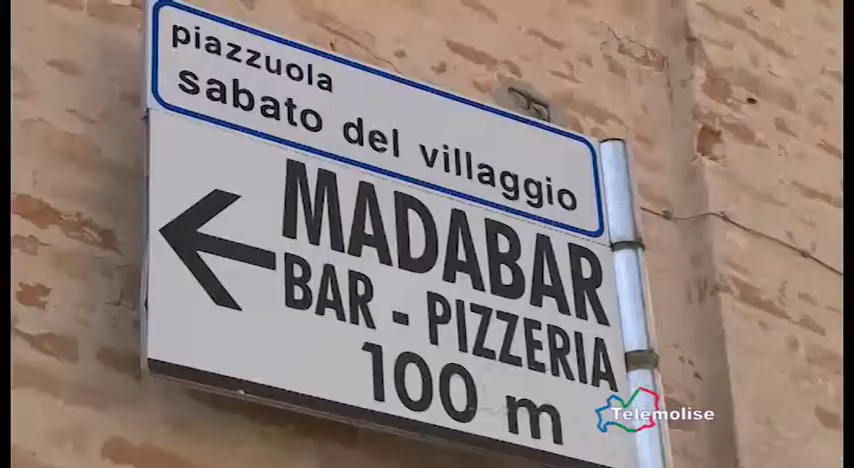 piazzuola
sabato del villaggio
MADABAR
BAR - PIZZERIA
100 m
Telemolise